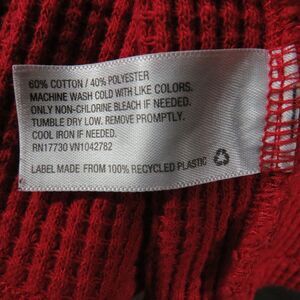 60% COTTON / 40% POLYESTER
MACHINE WASH COLD WITH LIKE COLORS.
ONLY NON-CHLORINE BLEACH IF NEEDED.
TUMBLE DRY LOW. REMOVE PROMPTLY.
COOL IRON IF NEEDED.
RN17730 VN1042782
LABEL MADE FROM 100% RECYCLED PLASTIC